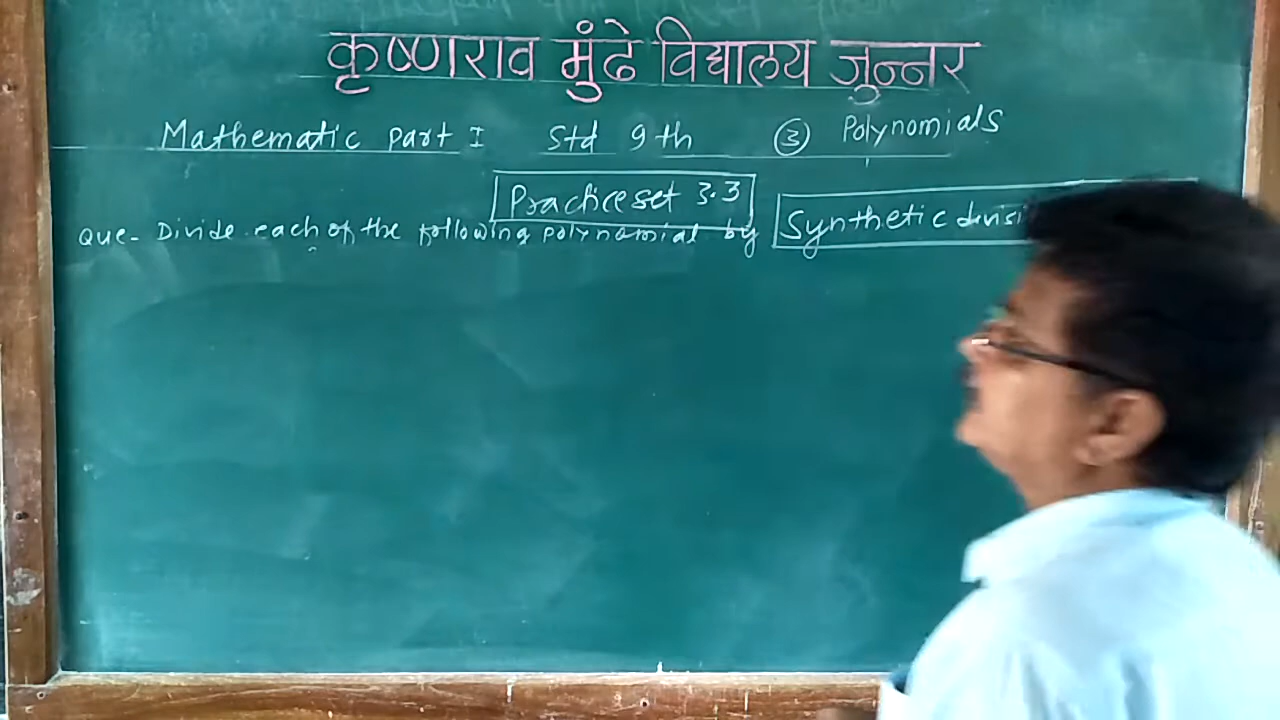 कृष्णराव मुंढे विद्यालय जुन्नर
Mathematic part I Std 9th ③ Polynomials
Practice set 3.3
Que- Divide each of the following polynomial by Synthetic